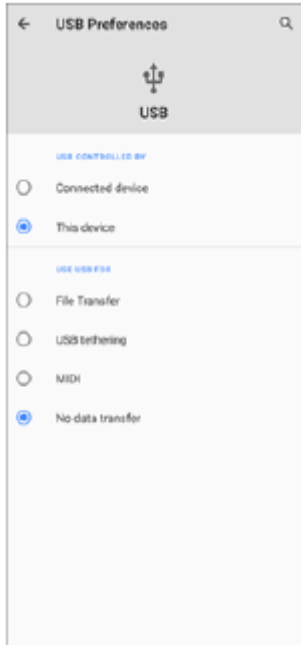 USB Preferences
USB
USB CONTROLLED BY
Connected device
This device
USE USB FOR
File Transfer
USB tethering
MIDI
No data transfer